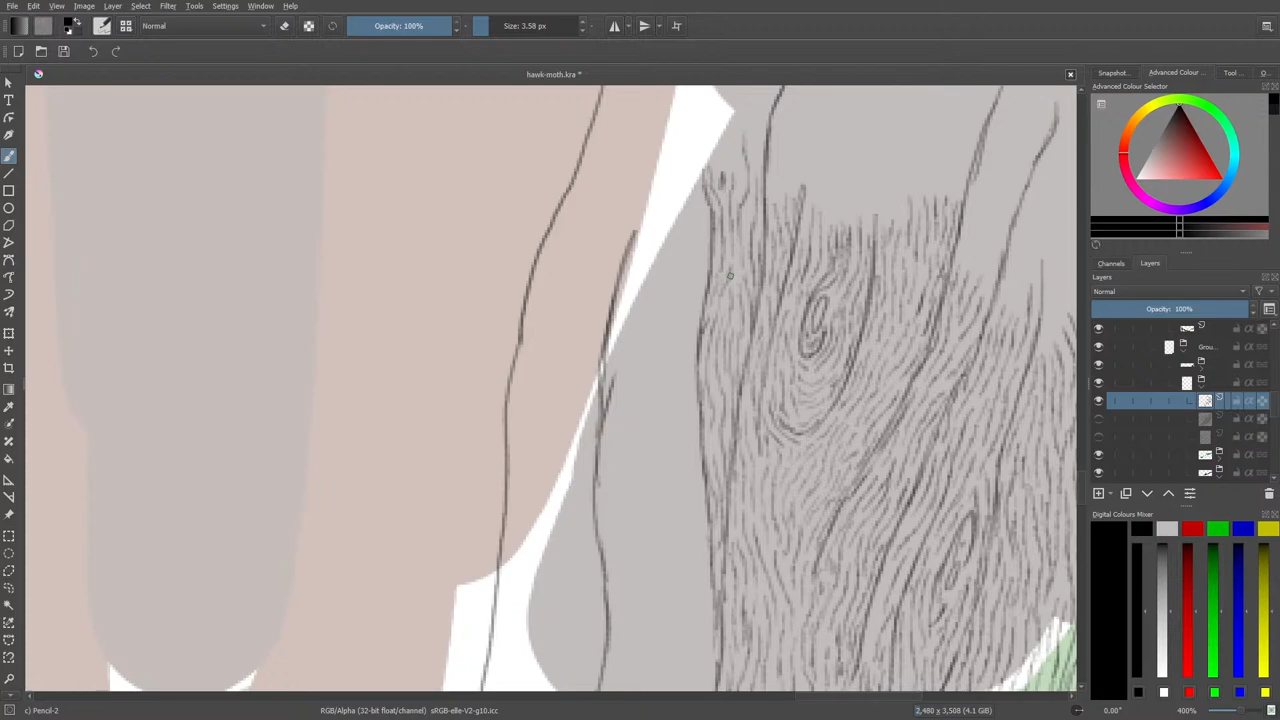 File Edit View Image Layer Select Filter Tools Settings Window Help
Normal Opacity: 100% Size: 3.58 px
hawk-moth.kra *
Snapshot... Advanced Colour ... Tool ... O...
Advanced Colour Selector
Channels Layers
Layers
Normal
Opacity: 100%
Grou...
Digital Colours Mixer
c) Pencil-2 RGB/Alpha (32-bit float/channel) sRGB-elle-V2-g10.icc 2,480 x 3,508 (4.1 GiB) 0.00° 400%